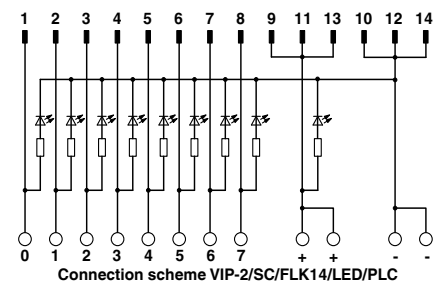 1 2 3 4 5 6 7 8 9 11 13 10 12 14
0 1 2 3 4 5 6 7 + + - -
Connection scheme VIP-2/SC/FLK14/LED/PLC